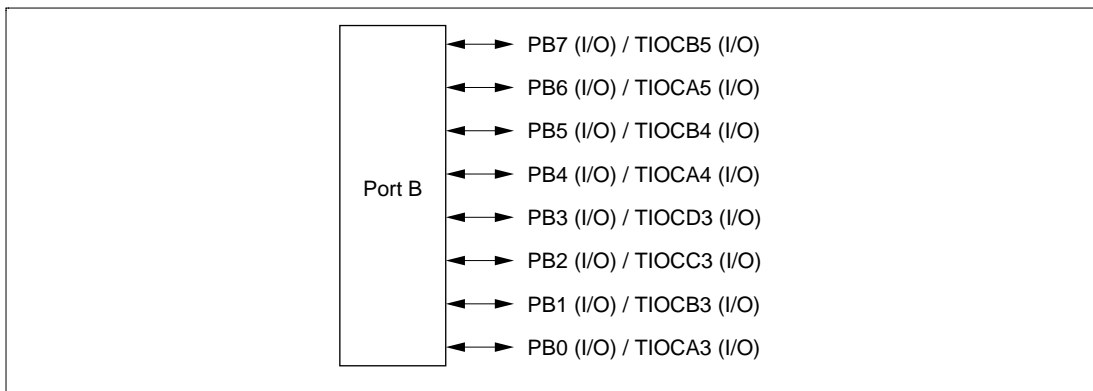 PB7 (I/O) / TIOCB5 (I/O)
PB6 (I/O) / TIOCA5 (I/O)
PB5 (I/O) / TIOCB4 (I/O)
PB4 (I/O) / TIOCA4 (I/O)
Port B
PB3 (I/O) / TIOCD3 (I/O)
PB2 (I/O) / TIOCC3 (I/O)
PB1 (I/O) / TIOCB3 (I/O)
PB0 (I/O) / TIOCA3 (I/O)